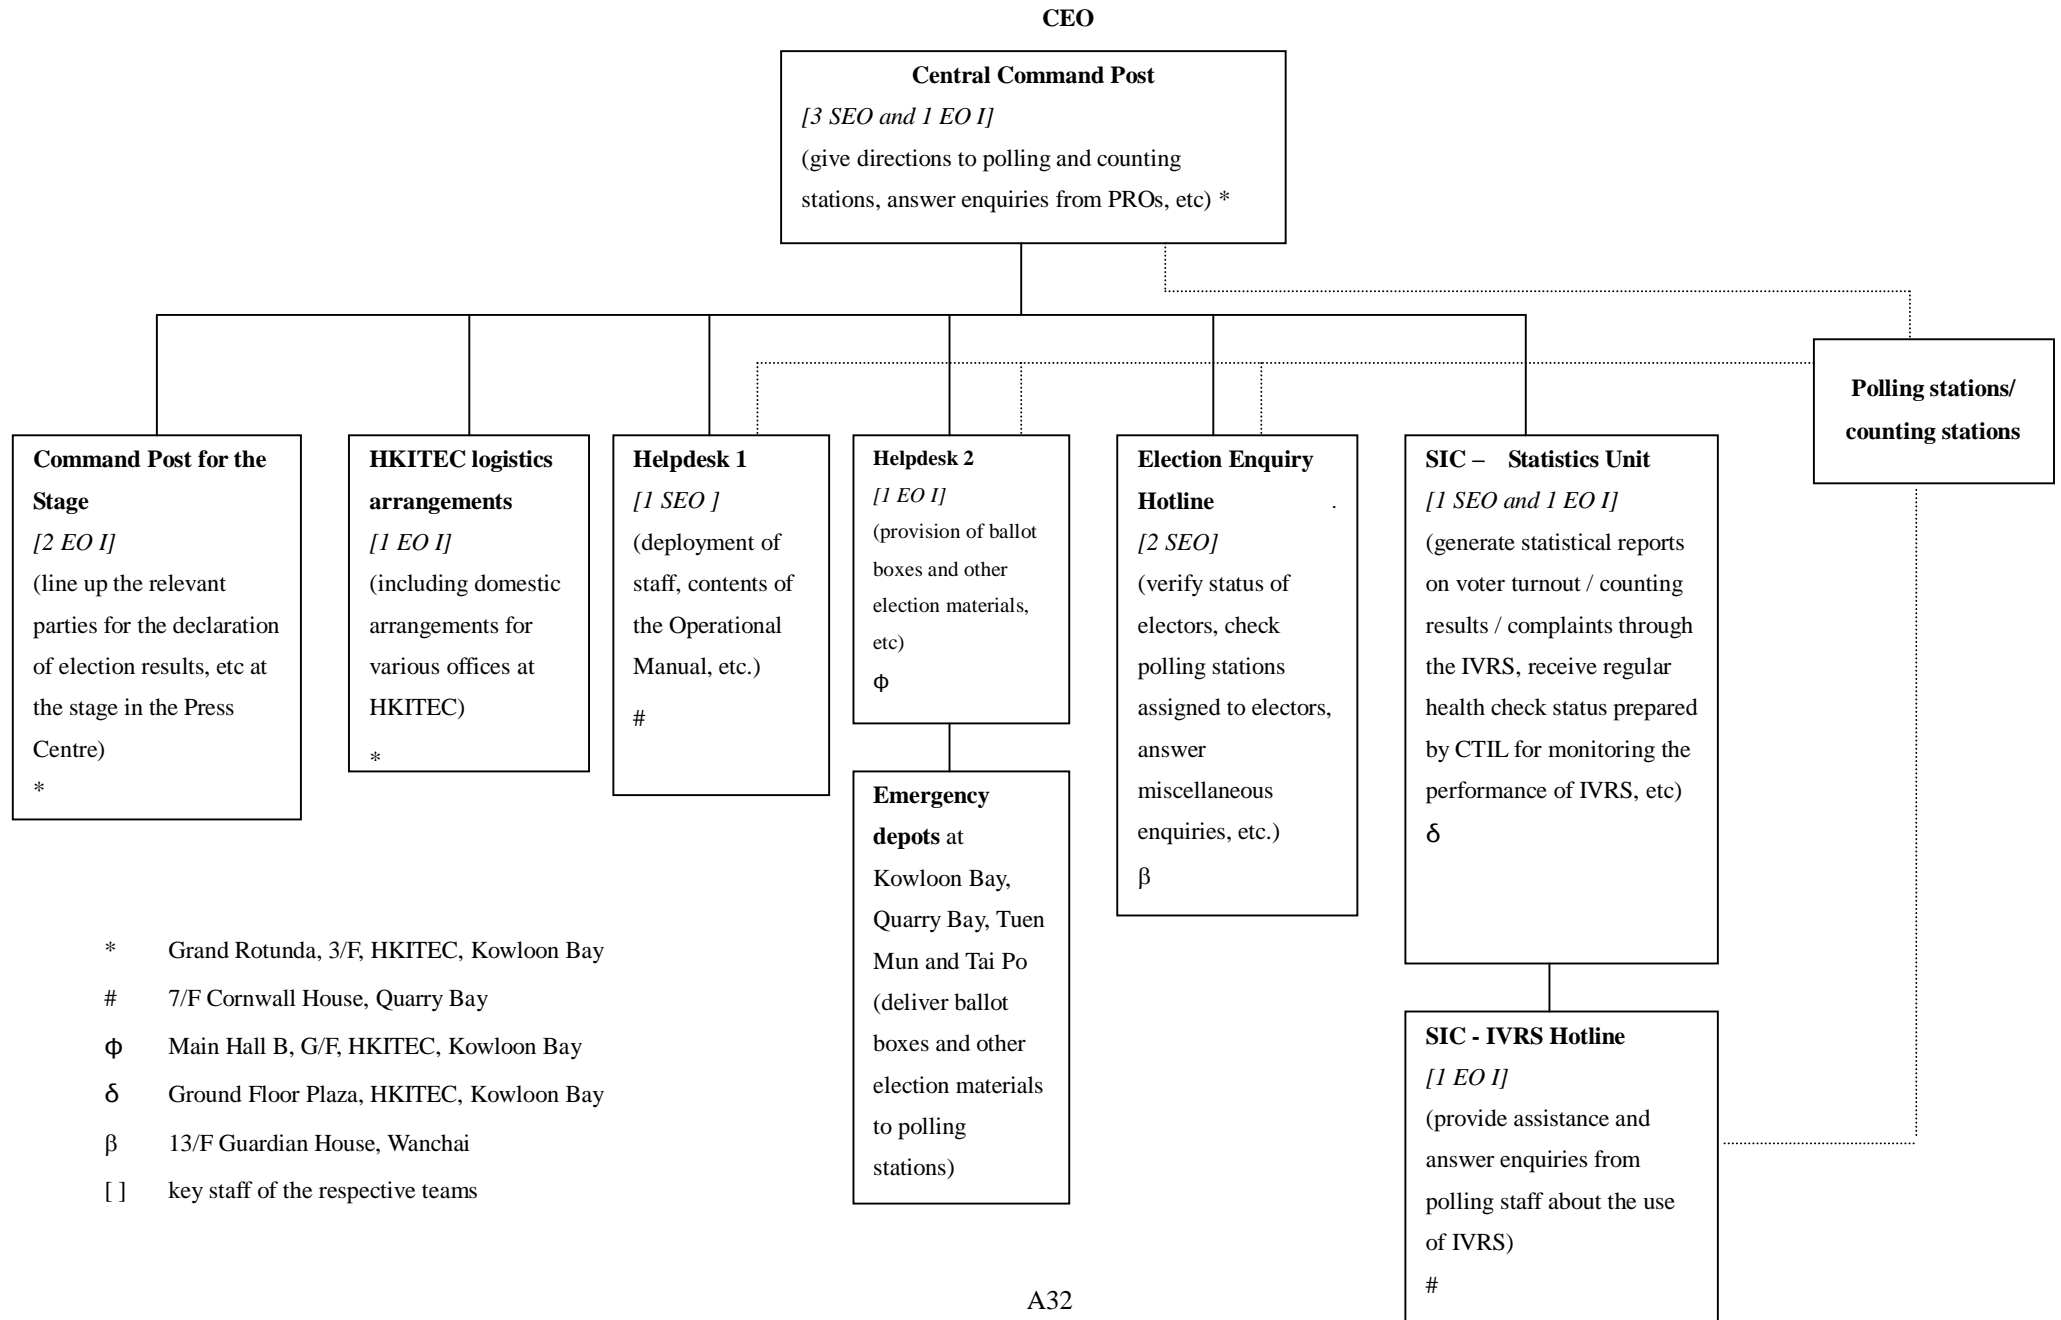 CEO
Central Command Post
[3 SEO and 1 EO I]
(give directions to polling and counting
stations, answer enquiries from PROs, etc) *
Polling stations/
counting stations
Command Post for the
Stage
[2 EO I]
(line up the relevant
parties for the declaration
of election results, etc at
the stage in the Press
Centre)
*
HKITEC logistics
arrangements
[1 EO I]
(including domestic
arrangements for
various offices at
HKITEC)
*
Helpdesk 1
[1 SEO ]
(deployment of
staff, contents of
the Operational
Manual, etc.)
#
Helpdesk 2
[1 EO I]
(provision of ballot
boxes and other
election materials,
etc)
ϕ
Emergency
depots at
Kowloon Bay,
Quarry Bay, Tuen
Mun and Tai Po
(deliver ballot
boxes and other
election materials
to polling
stations)
Election Enquiry
Hotline .
[2 SEO]
(verify status of
electors, check
polling stations
assigned to electors,
answer
miscellaneous
enquiries, etc.)
β
SIC – Statistics Unit
[1 SEO and 1 EO I]
(generate statistical reports
on voter turnout / counting
results / complaints through
the IVRS, receive regular
health check status prepared
by CTIL for monitoring the
performance of IVRS, etc)
δ
SIC - IVRS Hotline
[1 EO I]
(provide assistance and
answer enquiries from
polling staff about the use
of IVRS)
#
* Grand Rotunda, 3/F, HKITEC, Kowloon Bay
# 7/F Cornwall House, Quarry Bay
ϕ Main Hall B, G/F, HKITEC, Kowloon Bay
δ Ground Floor Plaza, HKITEC, Kowloon Bay
β 13/F Guardian House, Wanchai
[ ] key staff of the respective teams
A32